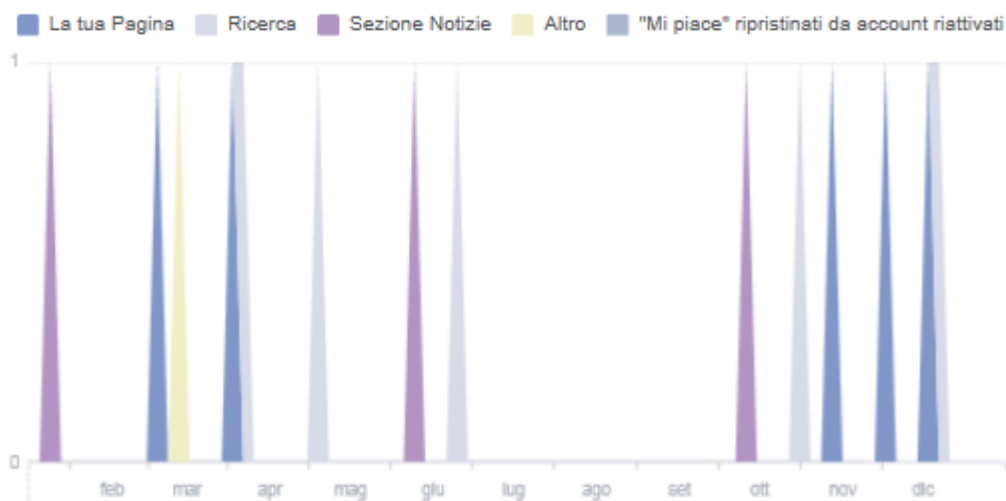 La tua Pagina Ricerca Sezione Notizie Altro "Mi piace" ripristinati da account riattivati
1
0
feb mar apr mag giu lug ago set ott nov dic